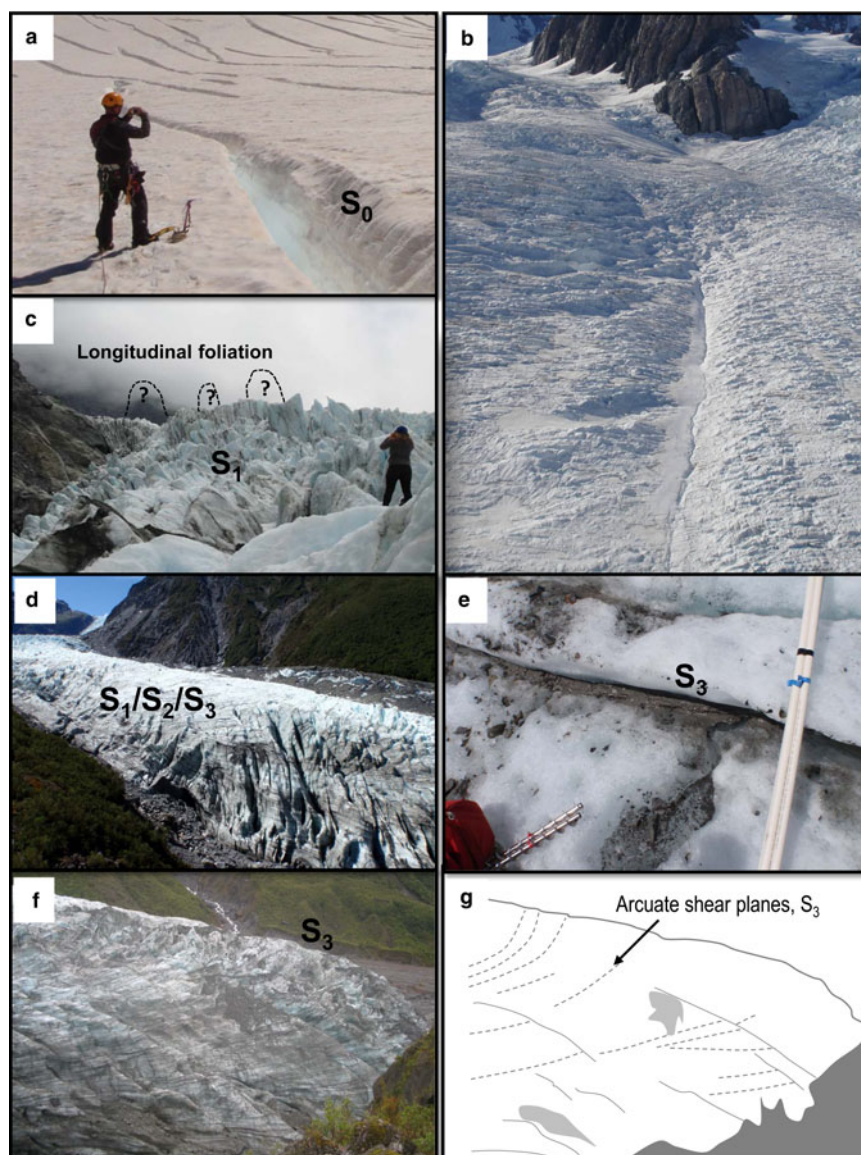 a
S0
b
c
Longitudinal foliation
? ? ?
S1
d
S1/S2/S3
e
S3
f
S3
g
Arcuate shear planes, S3